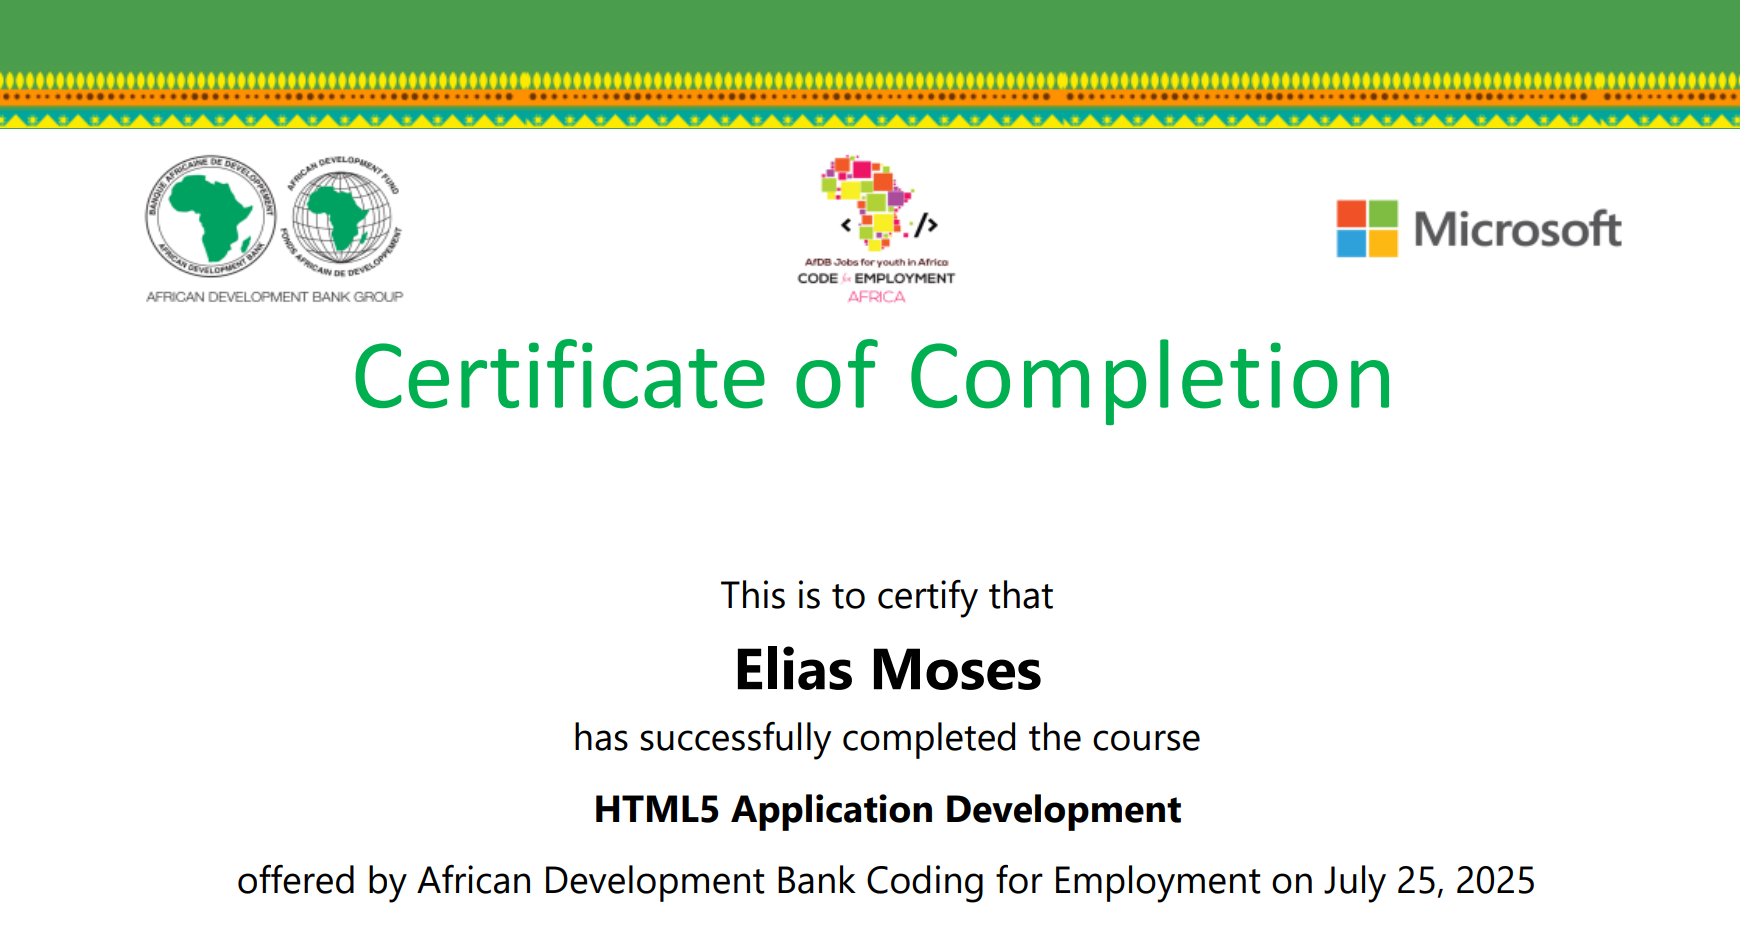 BANQUE AFRICAINE DE DEVELOPPEMENT
AFRICAN DEVELOPMENT BANK
AFRICAN DEVELOPMENT FUND
FONDS AFRICAIN DE DEVELOPPEMENT
AFRICAN DEVELOPMENT BANK GROUP
< />
AfDB Jobs for youth in Africa
CODE for EMPLOYMENT
AFRICA
Microsoft
Certificate of Completion
This is to certify that
Elias Moses
has successfully completed the course
HTML5 Application Development
offered by African Development Bank Coding for Employment on July 25, 2025